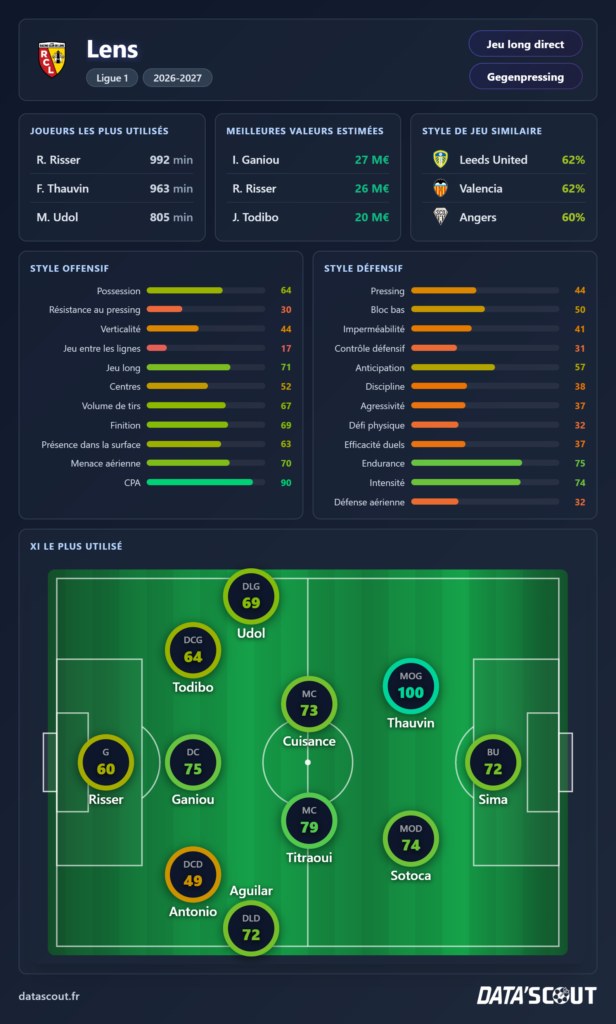 RCL
Lens
Ligue 1
2026-2027
Jeu long direct
Gegenpressing
JOUEURS LES PLUS UTILISÉS
R. Risser 992 min
F. Thauvin 963 min
M. Udol 805 min
MEILLEURES VALEURS ESTIMÉES
I. Ganiou 27 M€
R. Risser 26 M€
J. Todibo 20 M€
STYLE DE JEU SIMILAIRE
Leeds United 62%
Valencia 62%
Angers 60%
STYLE OFFENSIF
Possession 64
Résistance au pressing 30
Verticalité 44
Jeu entre les lignes 17
Jeu long 71
Centres 52
Volume de tirs 67
Finition 69
Présence dans la surface 63
Menace aérienne 70
CPA 90
STYLE DÉFENSIF
Pressing 44
Bloc bas 50
Imperméabilité 41
Contrôle défensif 31
Anticipation 57
Discipline 38
Agressivité 37
Défi physique 32
Efficacité duels 37
Endurance 75
Intensité 74
Défense aérienne 32
XI LE PLUS UTILISÉ
DLG
69
Udol
DCG
64
Todibo
MOG
100
Thauvin
MC
73
Cuisance
G
60
Risser
DC
75
Ganiou
BU
72
Sima
MC
79
Titraoui
MOD
74
Sotoca
DCD
49
Antonio
Aguilar
DLD
72
datascout.fr
DATA'SCOUT